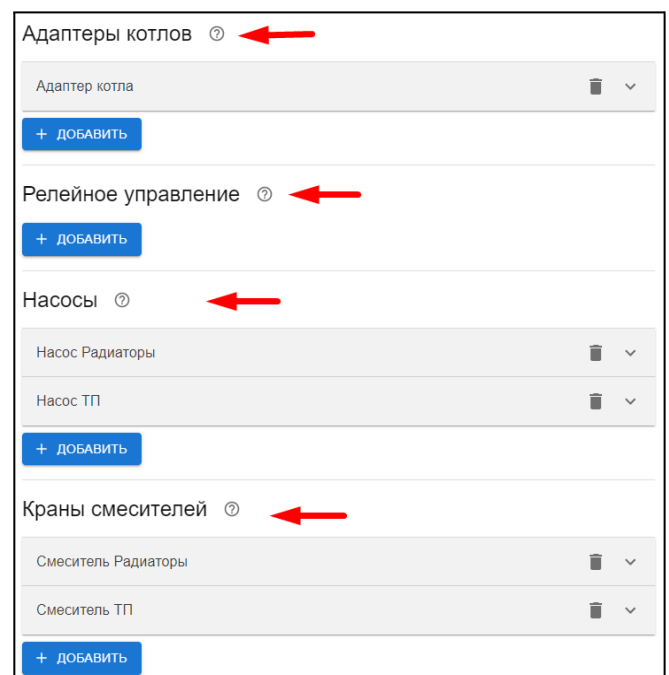 Адаптеры котлов
Адаптер котла
+ ДОБАВИТЬ
Релейное управление
+ ДОБАВИТЬ
Насосы
Насос Радиаторы
Насос ТП
+ ДОБАВИТЬ
Краны смесителей
Смеситель Радиаторы
Смеситель ТП
+ ДОБАВИТЬ